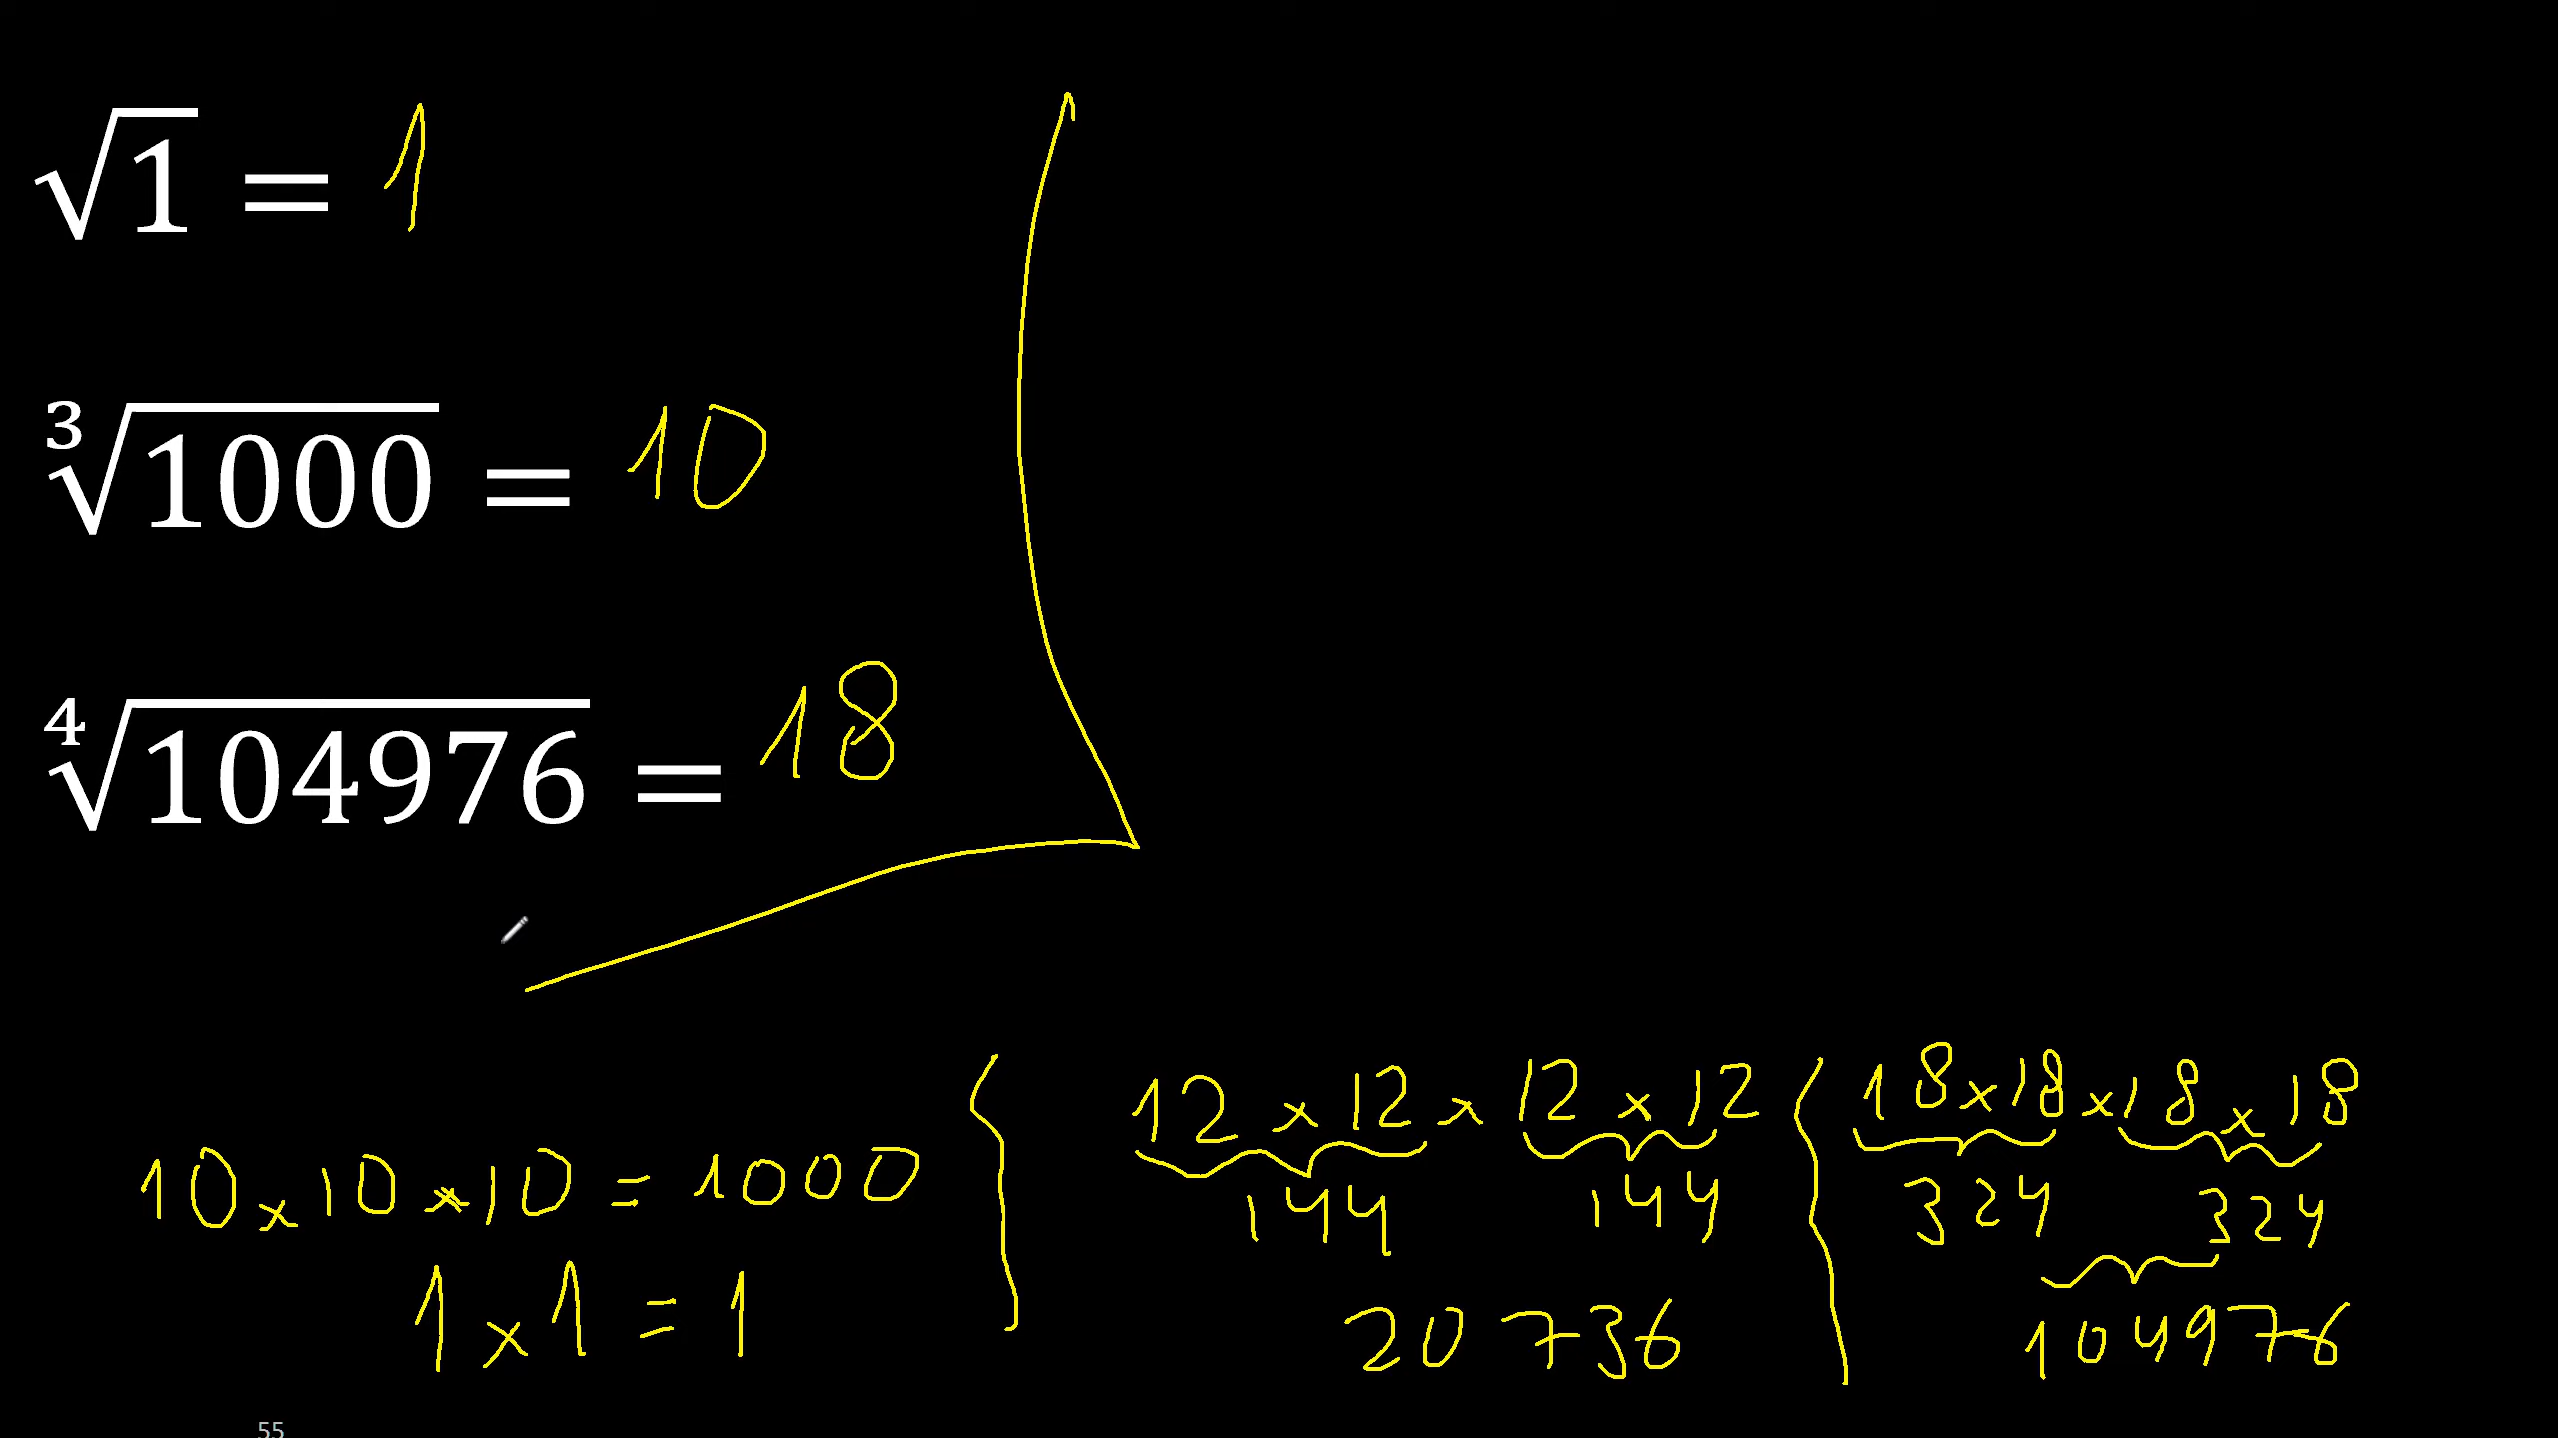 √1 = 1
∛1000 = 10
∜104976 = 18
10 x 10 x 10 = 1000
1 x 1 = 1
12 x 12 x 12 x 12
144 144
20736
18 x 18 x 18 x 18
324 324
104976
55